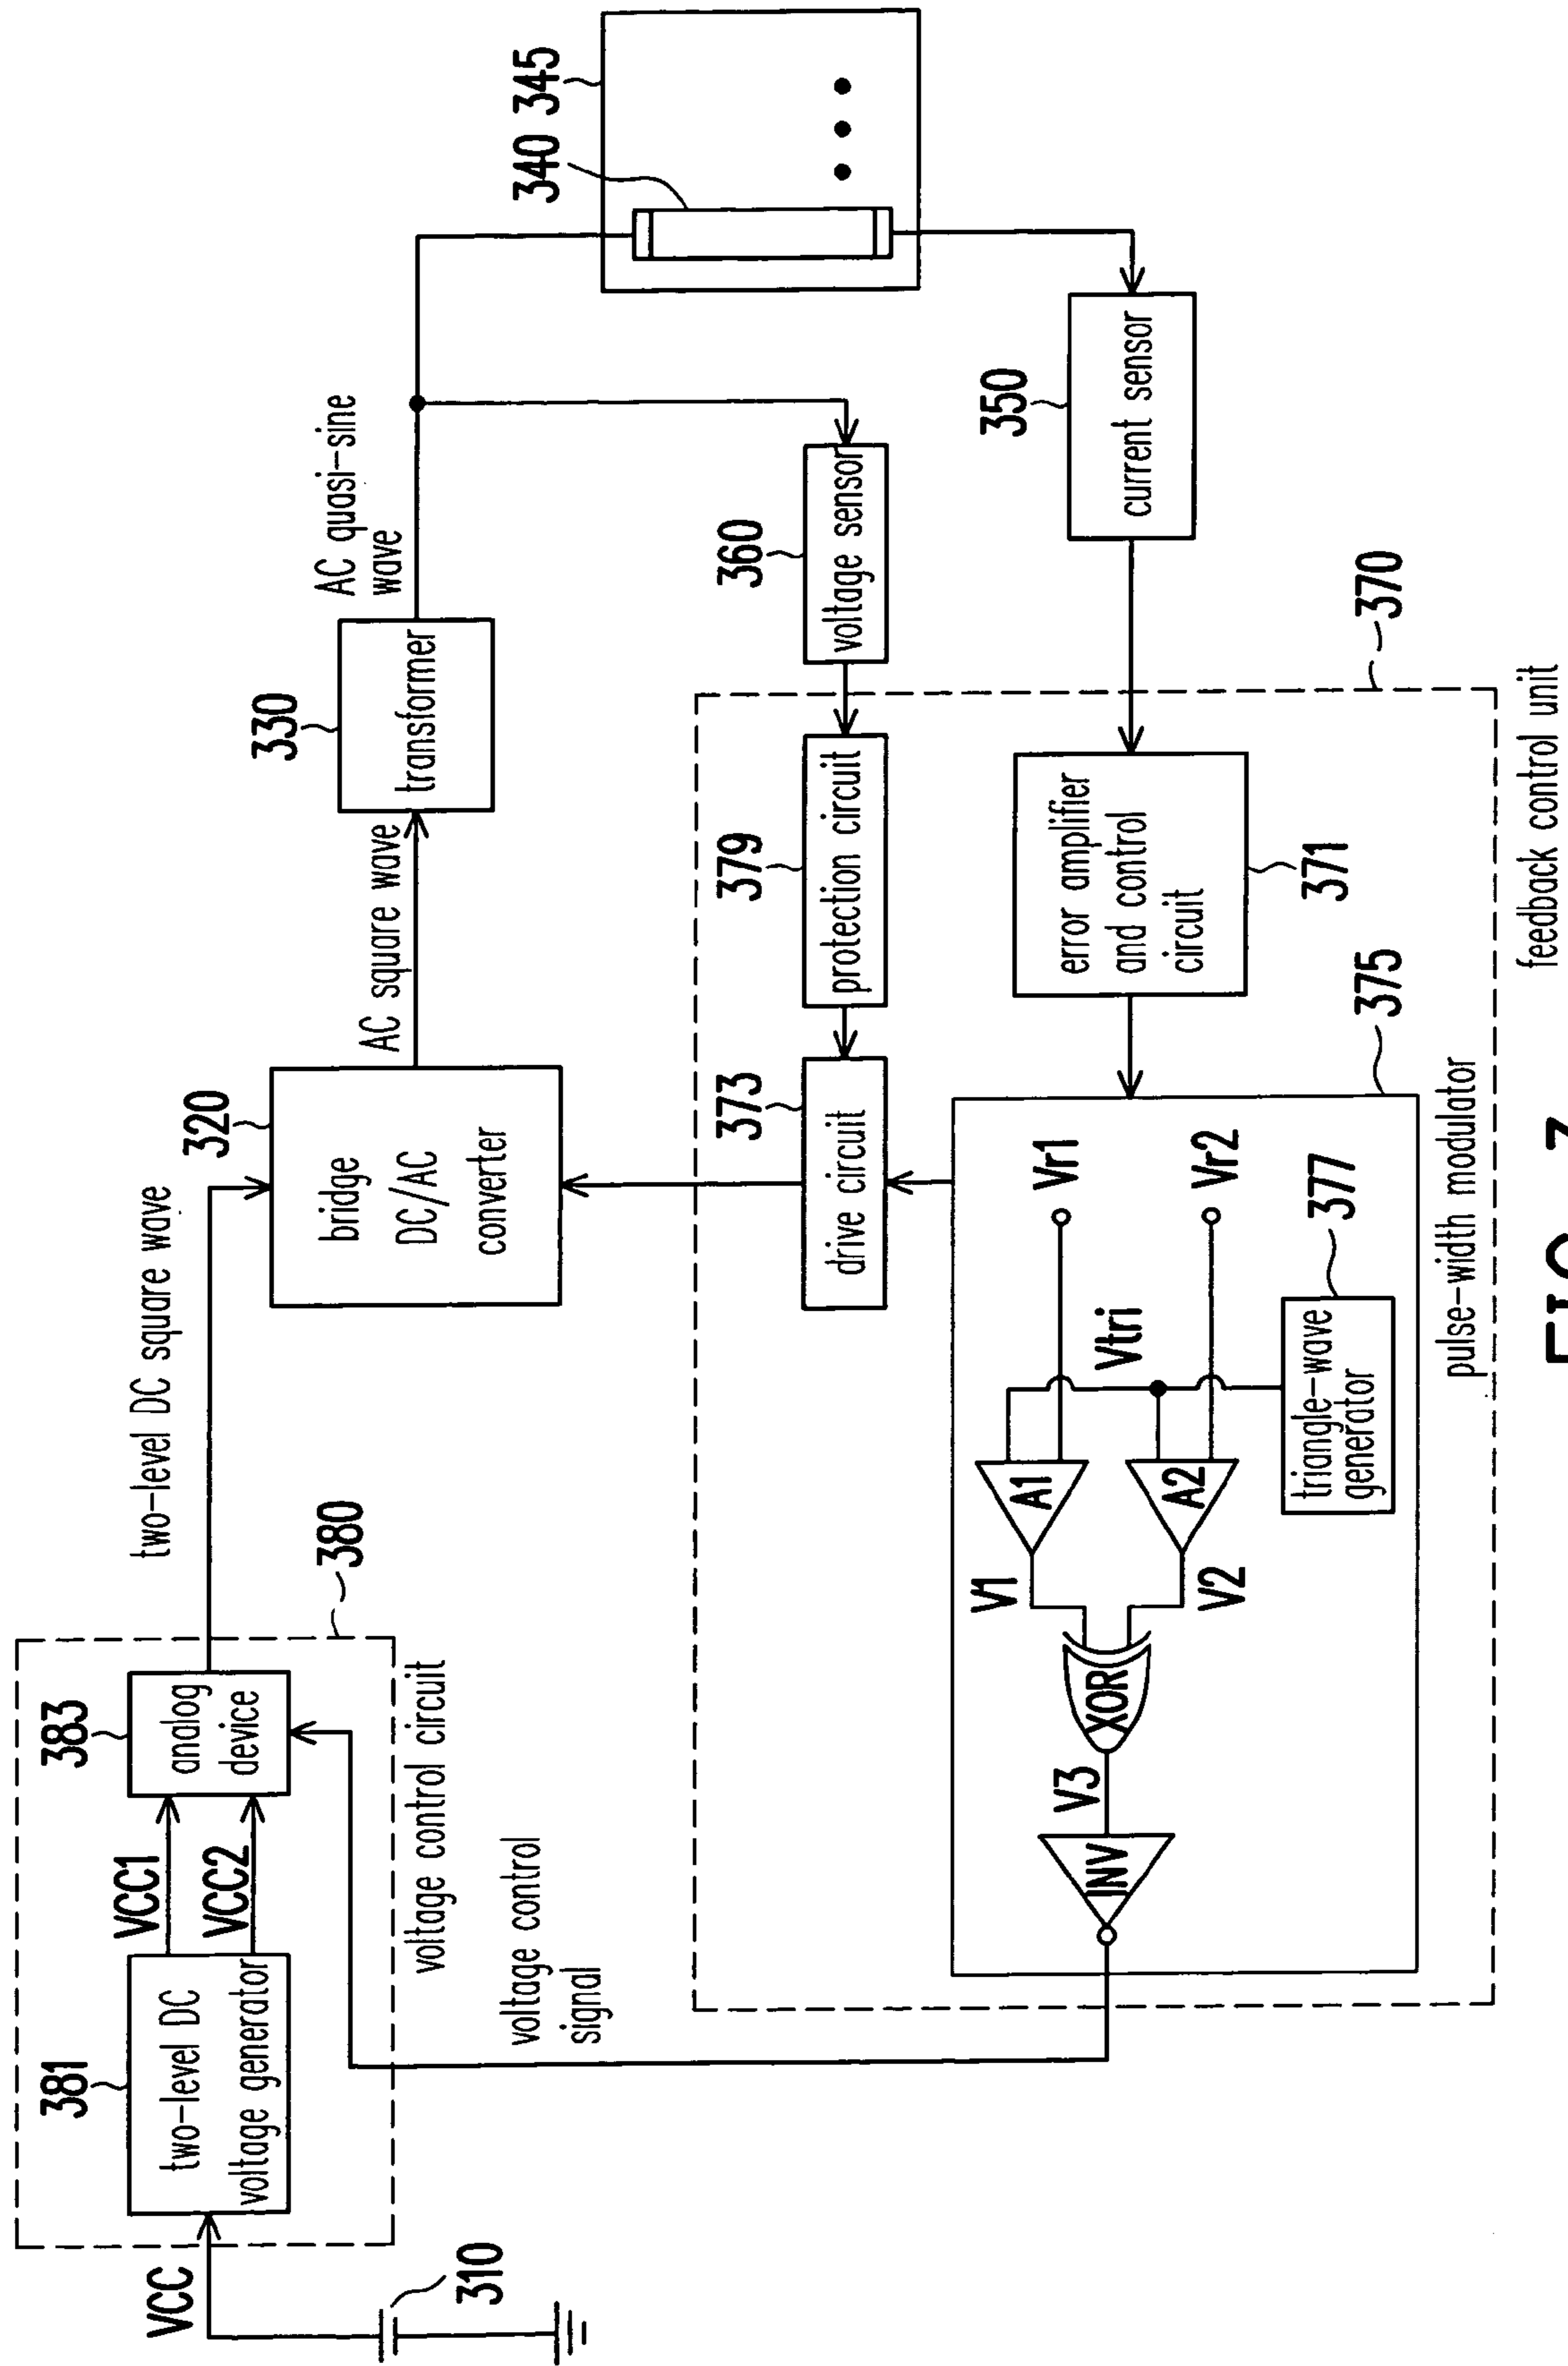 VCC
310
381
two-level DC
voltage generator
VCC1
VCC2
383
analog
device
380
voltage control circuit
two-level DC square wave
voltage control
signal
320
bridge
DC/AC
converter
AC square wave
330
transformer
AC quasi-sine
wave
340
345
360
voltage sensor
350
current sensor
379
protection circuit
373
drive circuit
370
error amplifier
and control
circuit
371
375
Vr1
Vr2
Vtri
377
triangle-wave
generator
A1
A2
V1
V2
XOR
V3
INV
pulse-width modulator
feedback control unit